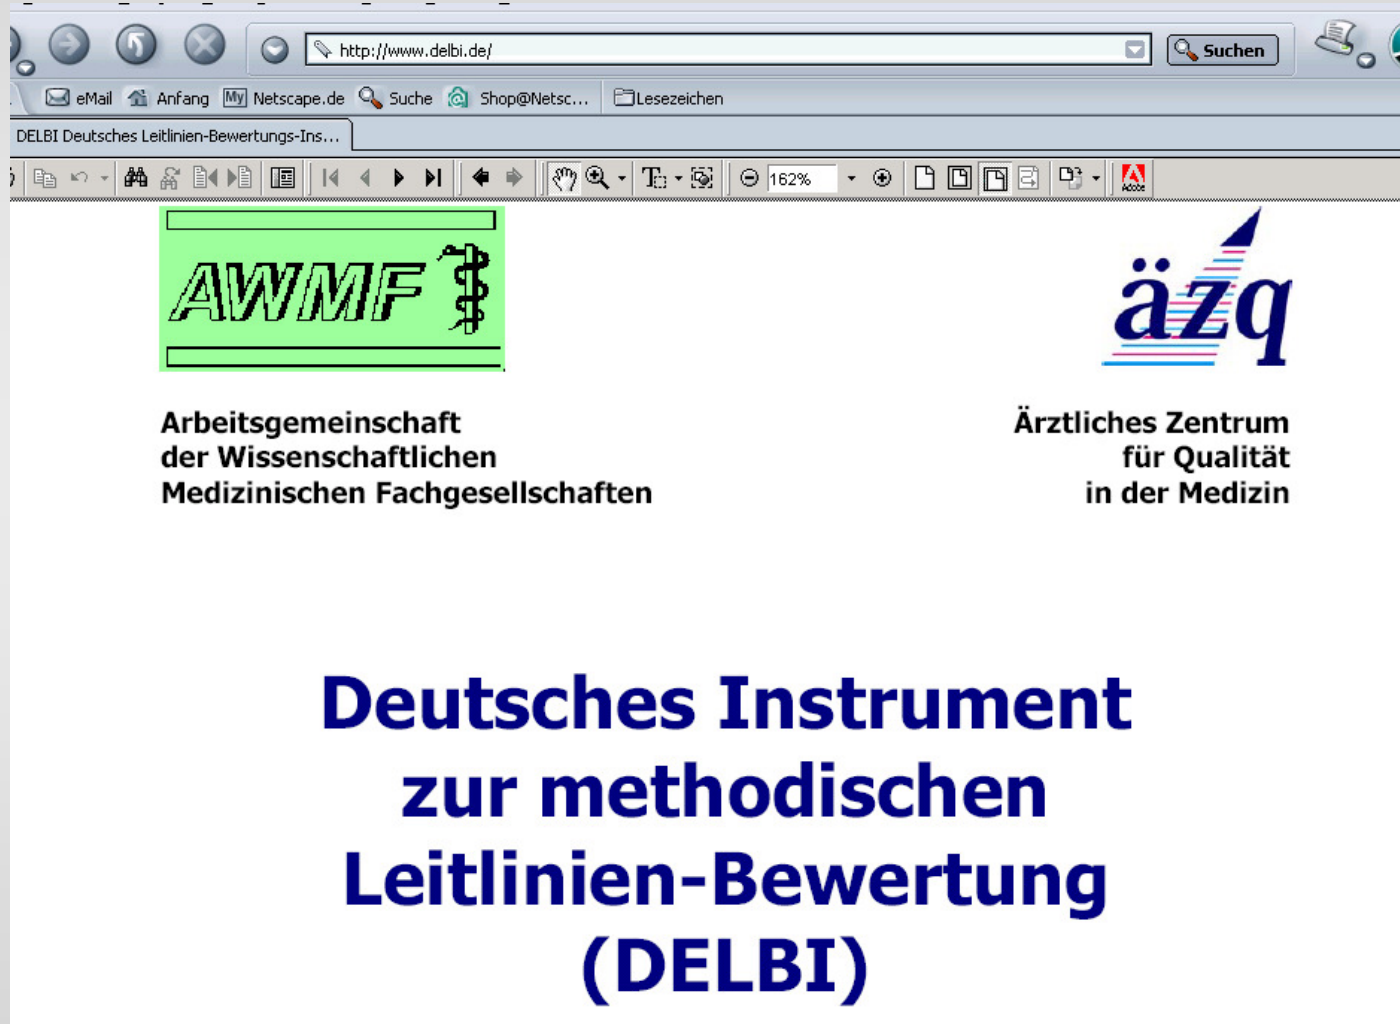 http://www.delbi.de/
Suchen
eMail Anfang My Netscape.de Suche Shop@Netsc... Lesezeichen
DELBI Deutsches Leitlinien-Bewertungs-Ins...
162%
Adobe
AWMF
äzq
Arbeitsgemeinschaft
der Wissenschaftlichen
Medizinischen Fachgesellschaften
Ärztliches Zentrum
für Qualität
in der Medizin
Deutsches Instrument
zur methodischen
Leitlinien-Bewertung
(DELBI)